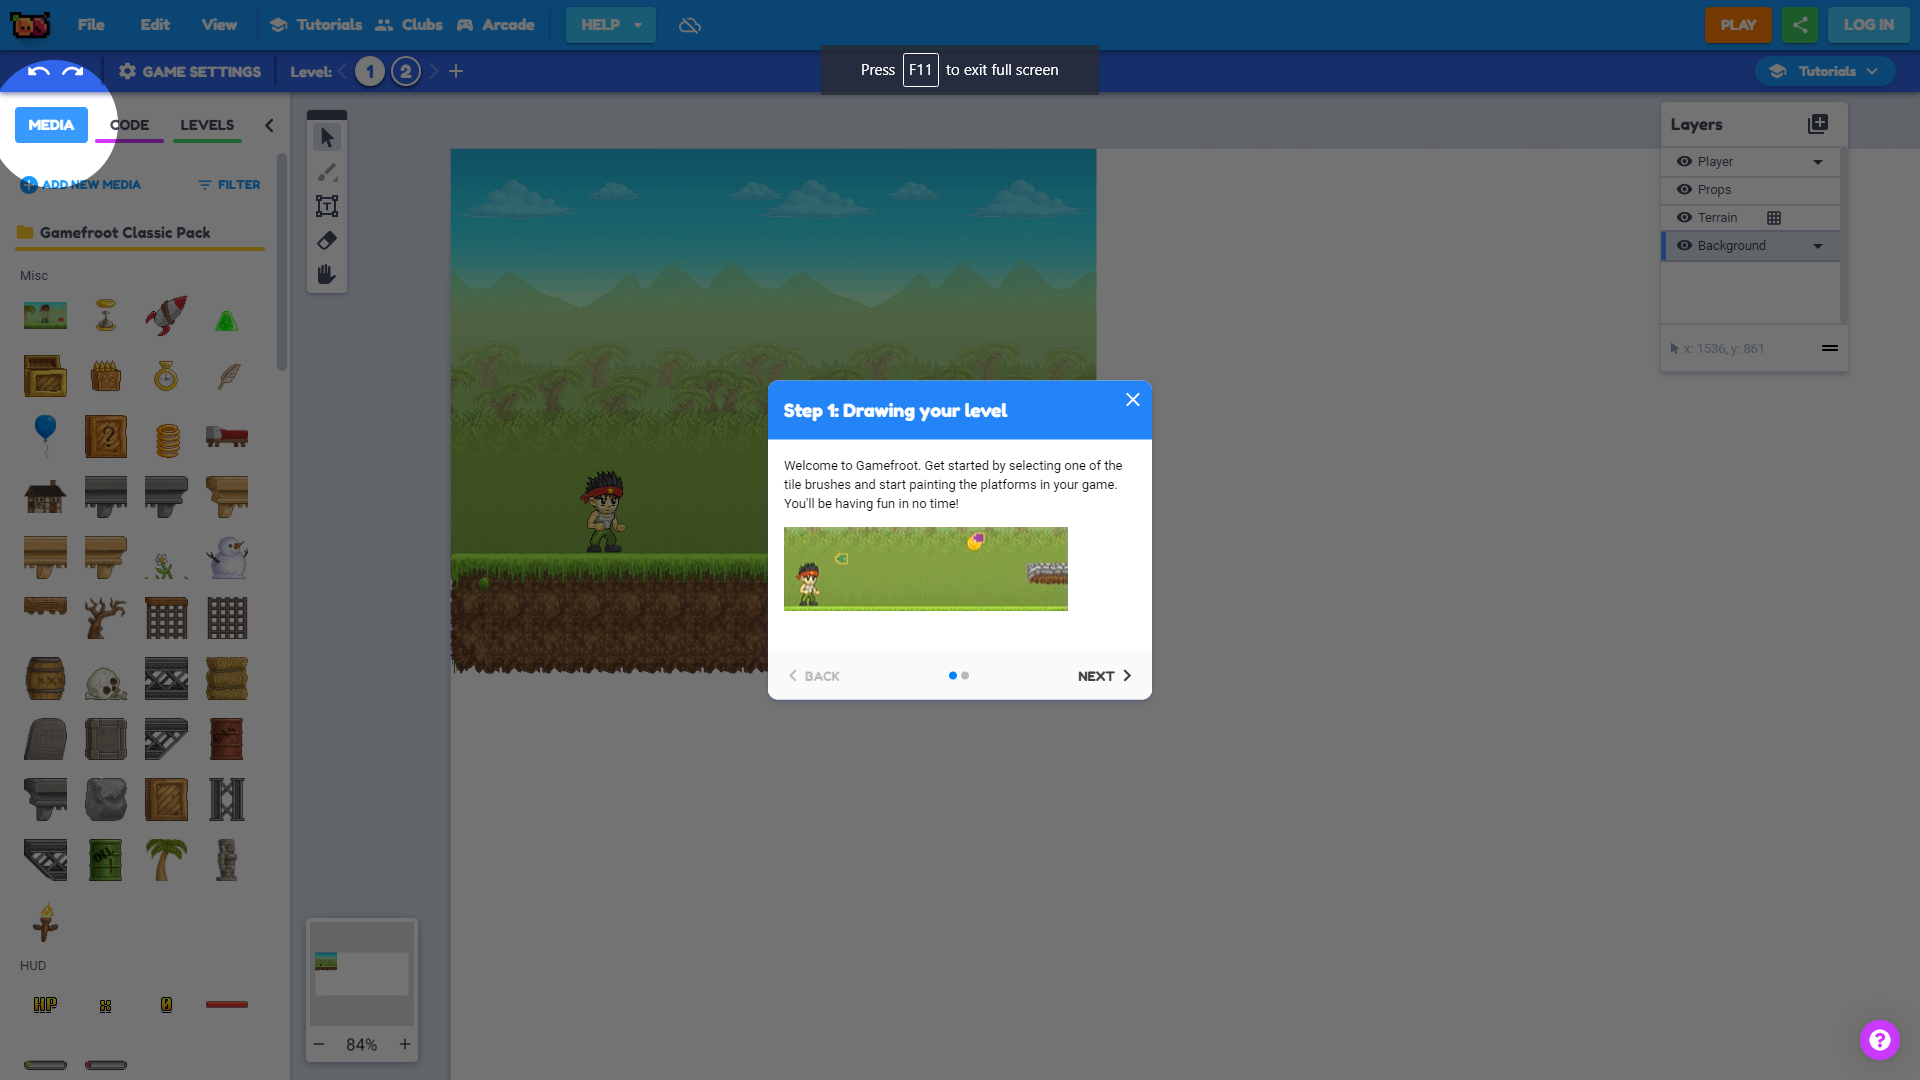 File Edit View Tutorials Clubs Arcade HELP PLAY LOG IN
GAME SETTINGS Level: 1 2 Tutorials
Press F11 to exit full screen
MEDIA CODE LEVELS
ADD NEW MEDIA FILTER
Gamefroot Classic Pack
Misc
HUD
HP x 0
Layers
Player
Props
Terrain
Background
x: 1536, y: 861
Step 1: Drawing your level
Welcome to Gamefroot. Get started by selecting one of the
tile brushes and start painting the platforms in your game.
You'll be having fun in no time!
BACK NEXT
84%